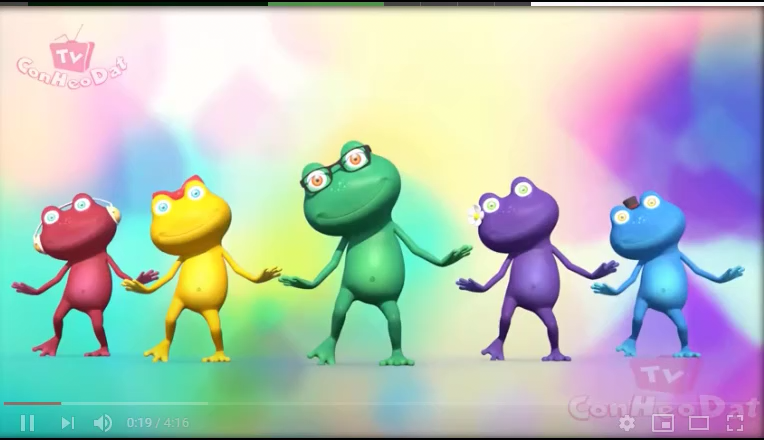 TV
ConHeoDat
TV
ConHeoDat
0:19 / 4:16